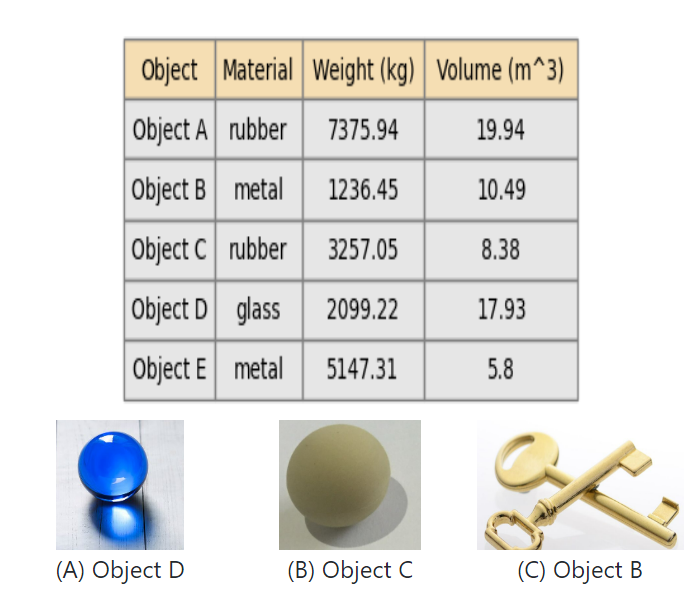 Object Material Weight (kg) Volume (m^3)
Object A rubber 7375.94 19.94
Object B metal 1236.45 10.49
Object C rubber 3257.05 8.38
Object D glass 2099.22 17.93
Object E metal 5147.31 5.8
(A) Object D (B) Object C (C) Object B